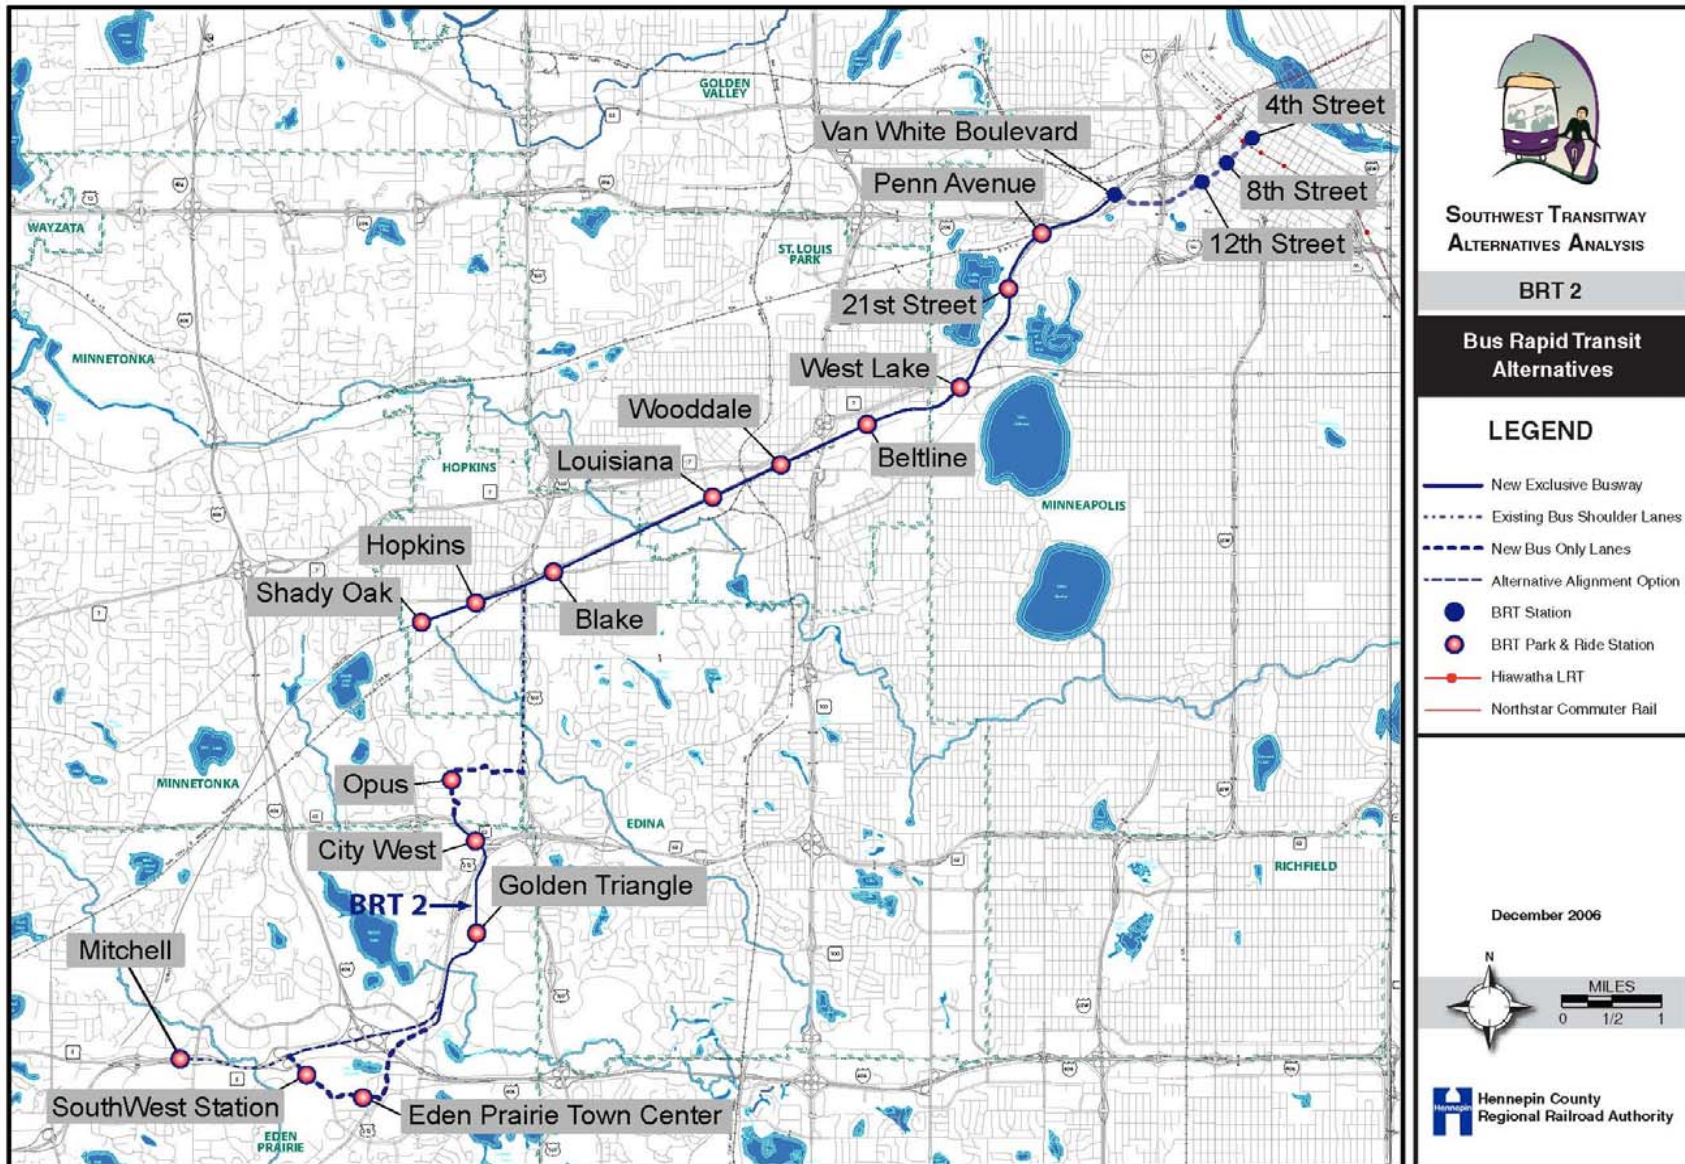 GOLDEN
VALLEY
4th Street
Van White Boulevard
Penn Avenue
8th Street
12th Street
WAYZATA
ST. LOUIS
PARK
21st Street
MINNETONKA
West Lake
Wooddale
HOPKINS
Louisiana
Beltline
MINNEAPOLIS
Hopkins
Shady Oak
Blake
MINNETONKA
Opus
EDINA
City West
RICHFIELD
Golden Triangle
BRT 2
Mitchell
SouthWest Station
Eden Prairie Town Center
EDEN
PRAIRIE
SOUTHWEST TRANSITWAY
ALTERNATIVES ANALYSIS
BRT 2
Bus Rapid Transit
Alternatives
LEGEND
New Exclusive Busway
Existing Bus Shoulder Lanes
New Bus Only Lanes
Alternative Alignment Option
BRT Station
BRT Park & Ride Station
Hiawatha LRT
Northstar Commuter Rail
December 2006
N
MILES
0 1/2 1
Hennepin
Hennepin County
Regional Railroad Authority